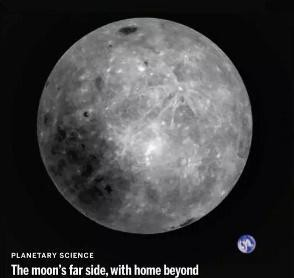 PLANETARY SCIENCE
The moon's far side, with home beyond